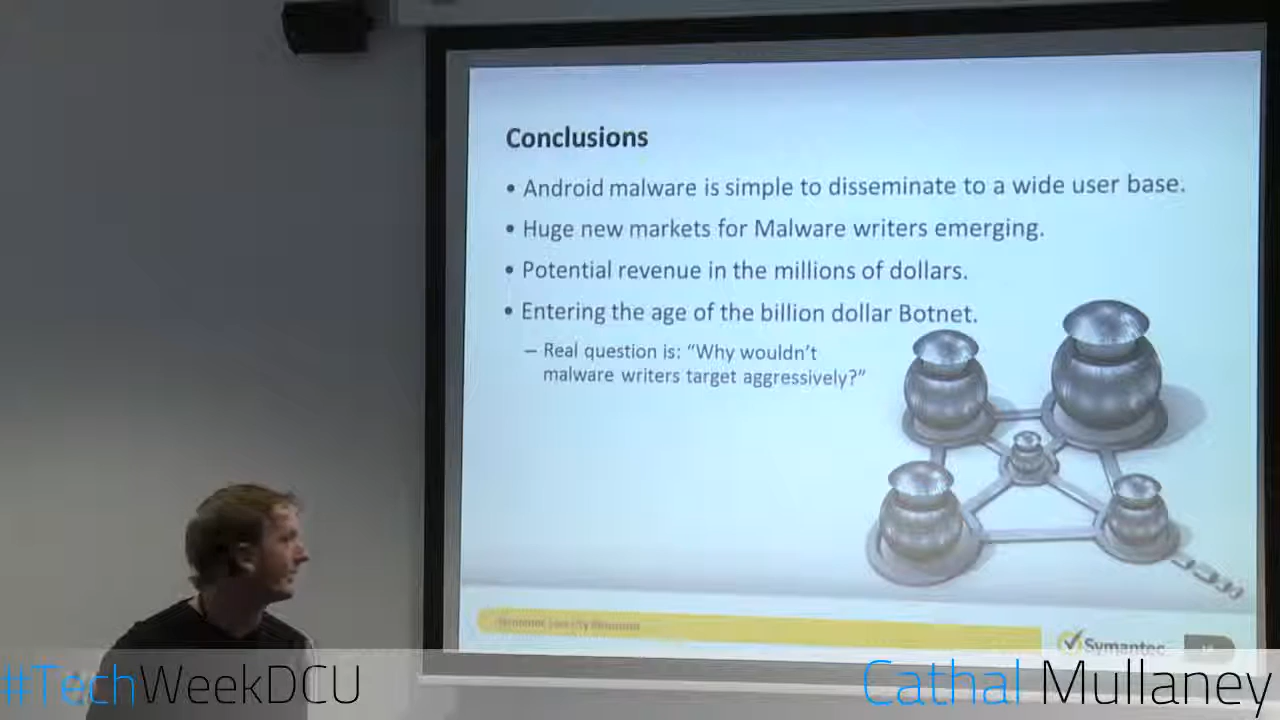 Conclusions
• Android malware is simple to disseminate to a wide user base.
• Huge new markets for Malware writers emerging.
• Potential revenue in the millions of dollars.
• Entering the age of the billion dollar Botnet.
– Real question is: “Why wouldn’t
malware writers target aggressively?”
Symantec
#TechWeekDCU
Cathal Mullaney